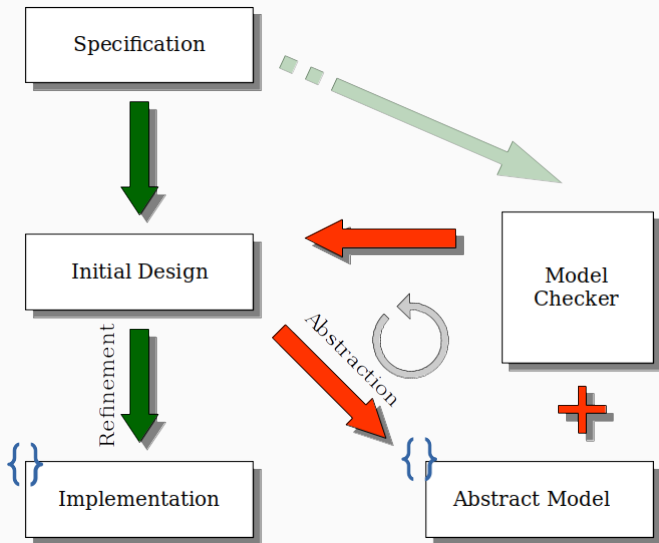 Specification
Initial Design
Model
Checker
Refinement
Abstraction
{ }
Implementation
{ }
Abstract Model